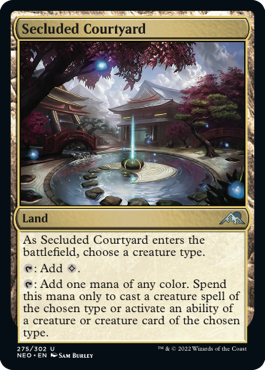 Secluded Courtyard
Land
As Secluded Courtyard enters the
battlefield, choose a creature type.
: Add .
: Add one mana of any color. Spend
this mana only to cast a creature spell of
the chosen type or activate an ability of
a creature or creature card of the chosen
type.
275/302 U
NEO • EN SAM BURLEY
™ & © 2022 Wizards of the Coast